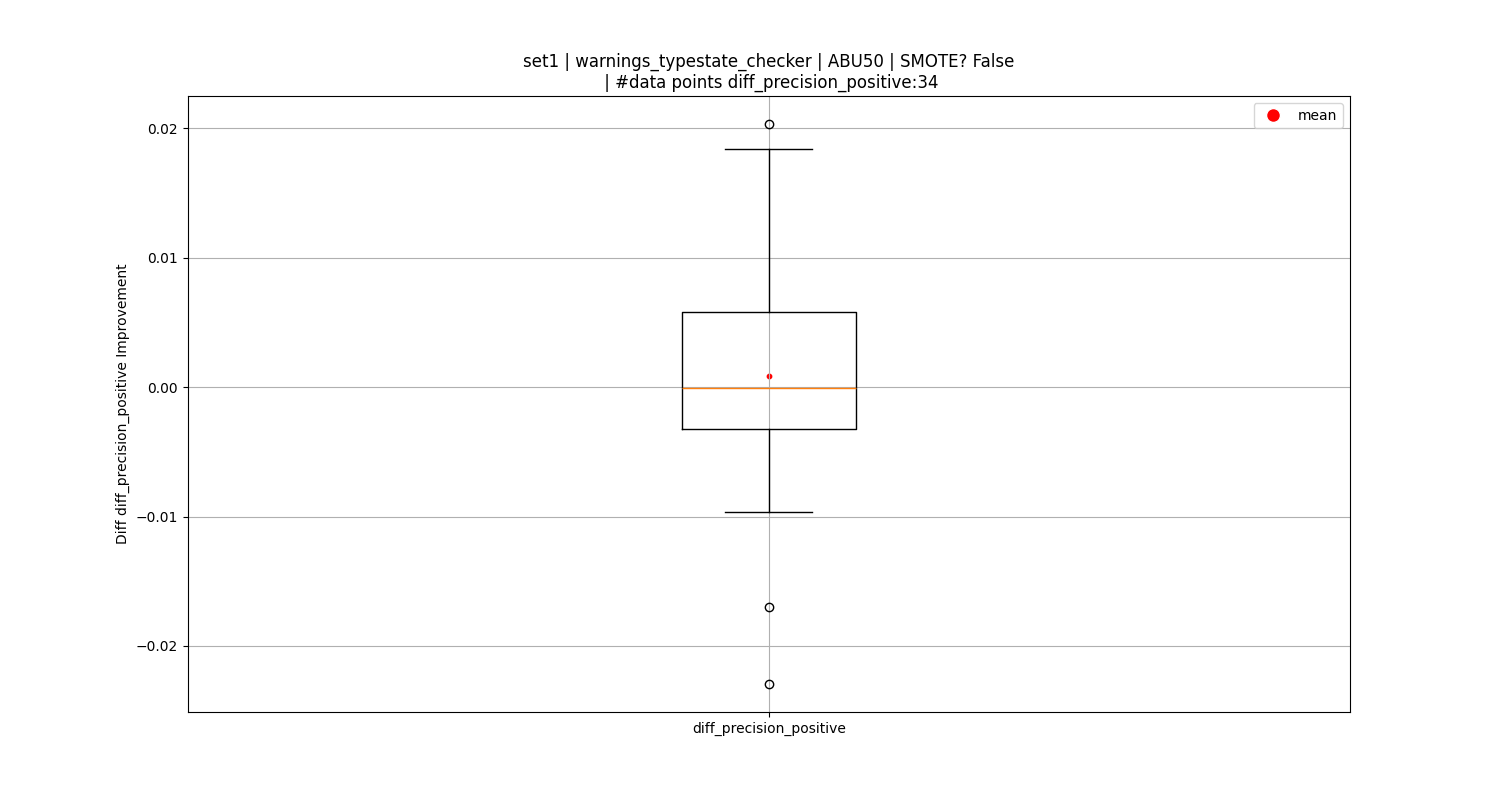 set1 | warnings_typestate_checker | ABU50 | SMOTE? False
| #data points diff_precision_positive:34
mean
0.02
0.01
0.00
−0.01
−0.02
Diff diff_precision_positive Improvement
diff_precision_positive